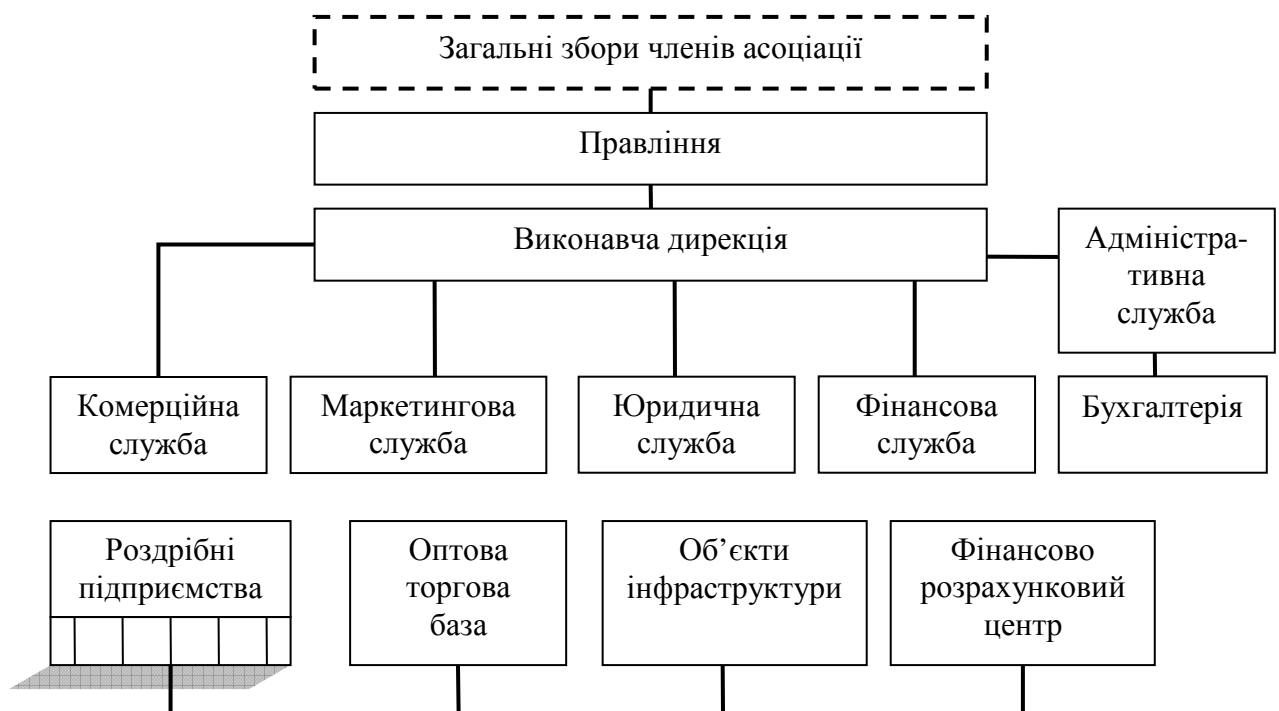 Загальні збори членів асоціації
Правління
Виконавча дирекція
Адміністра-
тивна
служба
Комерційна
служба
Маркетингова
служба
Юридична
служба
Фінансова
служба
Бухгалтерія
Роздрібні
підприємства
Оптова
торгова
база
Об’єкти
інфраструктури
Фінансово
розрахунковий
центр